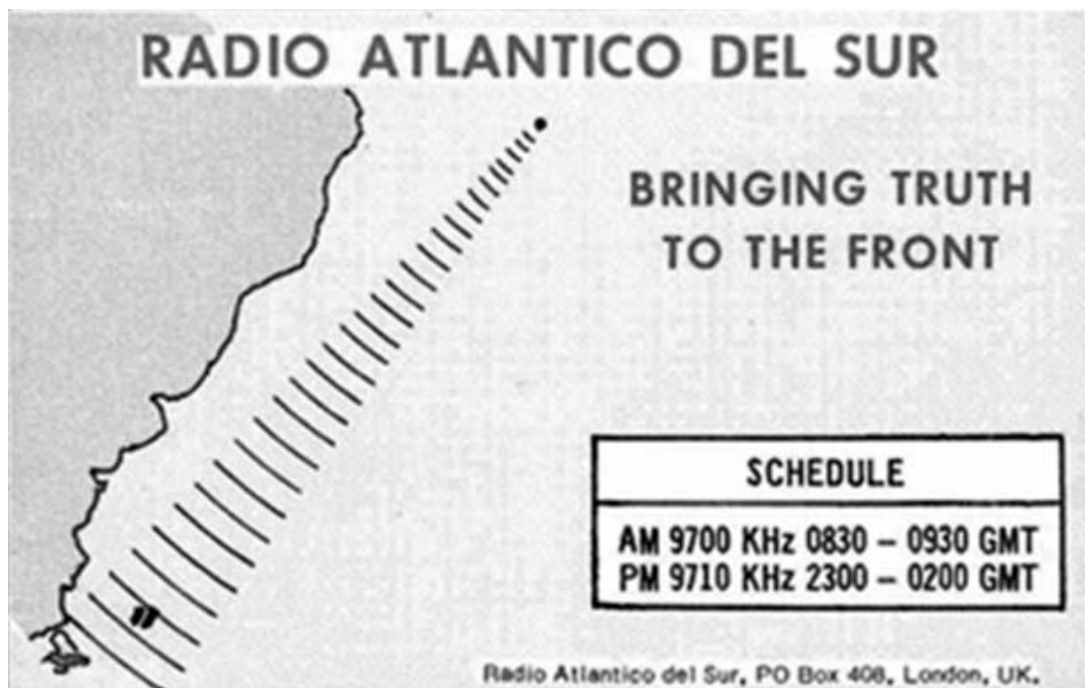 RADIO ATLANTICO DEL SUR
BRINGING TRUTH
TO THE FRONT
SCHEDULE
AM 9700 KHz 0830 – 0930 GMT
PM 9710 KHz 2300 – 0200 GMT
Radio Atlantico del Sur, PO Box 408, London, UK.